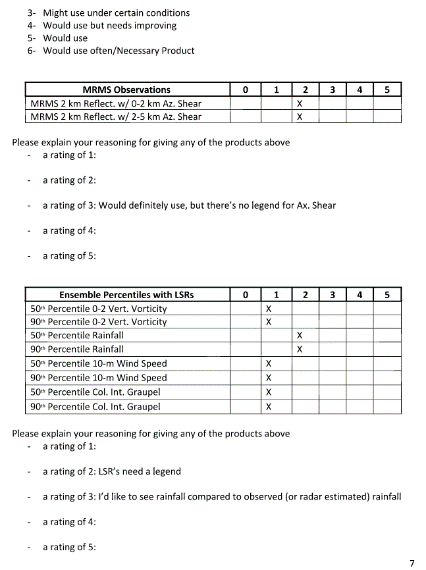 3- Might use under certain conditions
4- Would use but needs improving
5- Would use
6- Would use often/Necessary Product
MRMS Observations 0 1 2 3 4 5
MRMS 2 km Reflect. w/ 0-2 km Az. Shear X
MRMS 2 km Reflect. w/ 2-5 km Az. Shear X
Please explain your reasoning for giving any of the products above
- a rating of 1:
- a rating of 2:
- a rating of 3: Would definitely use, but there's no legend for Ax. Shear
- a rating of 4:
- a rating of 5:
Ensemble Percentiles with LSRs 0 1 2 3 4 5
50th Percentile 0-2 Vert. Vorticity X
90th Percentile 0-2 Vert. Vorticity X
50th Percentile Rainfall X
90th Percentile Rainfall X
50th Percentile 10-m Wind Speed X
90th Percentile 10-m Wind Speed X
50th Percentile Col. Int. Graupel X
90th Percentile Col. Int. Graupel X
Please explain your reasoning for giving any of the products above
- a rating of 1:
- a rating of 2: LSR's need a legend
- a rating of 3: I'd like to see rainfall compared to observed (or radar estimated) rainfall
- a rating of 4:
- a rating of 5:
7